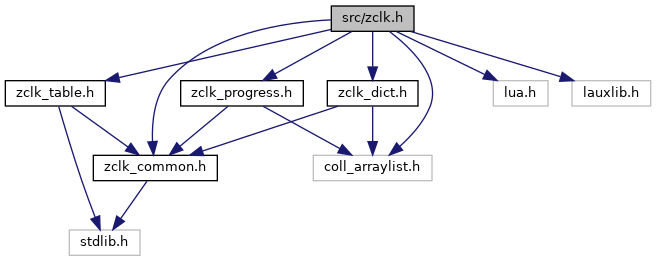 src/zclk.h
zclk_table.h
zclk_progress.h
zclk_dict.h
lua.h
lauxlib.h
zclk_common.h
coll_arraylist.h
stdlib.h